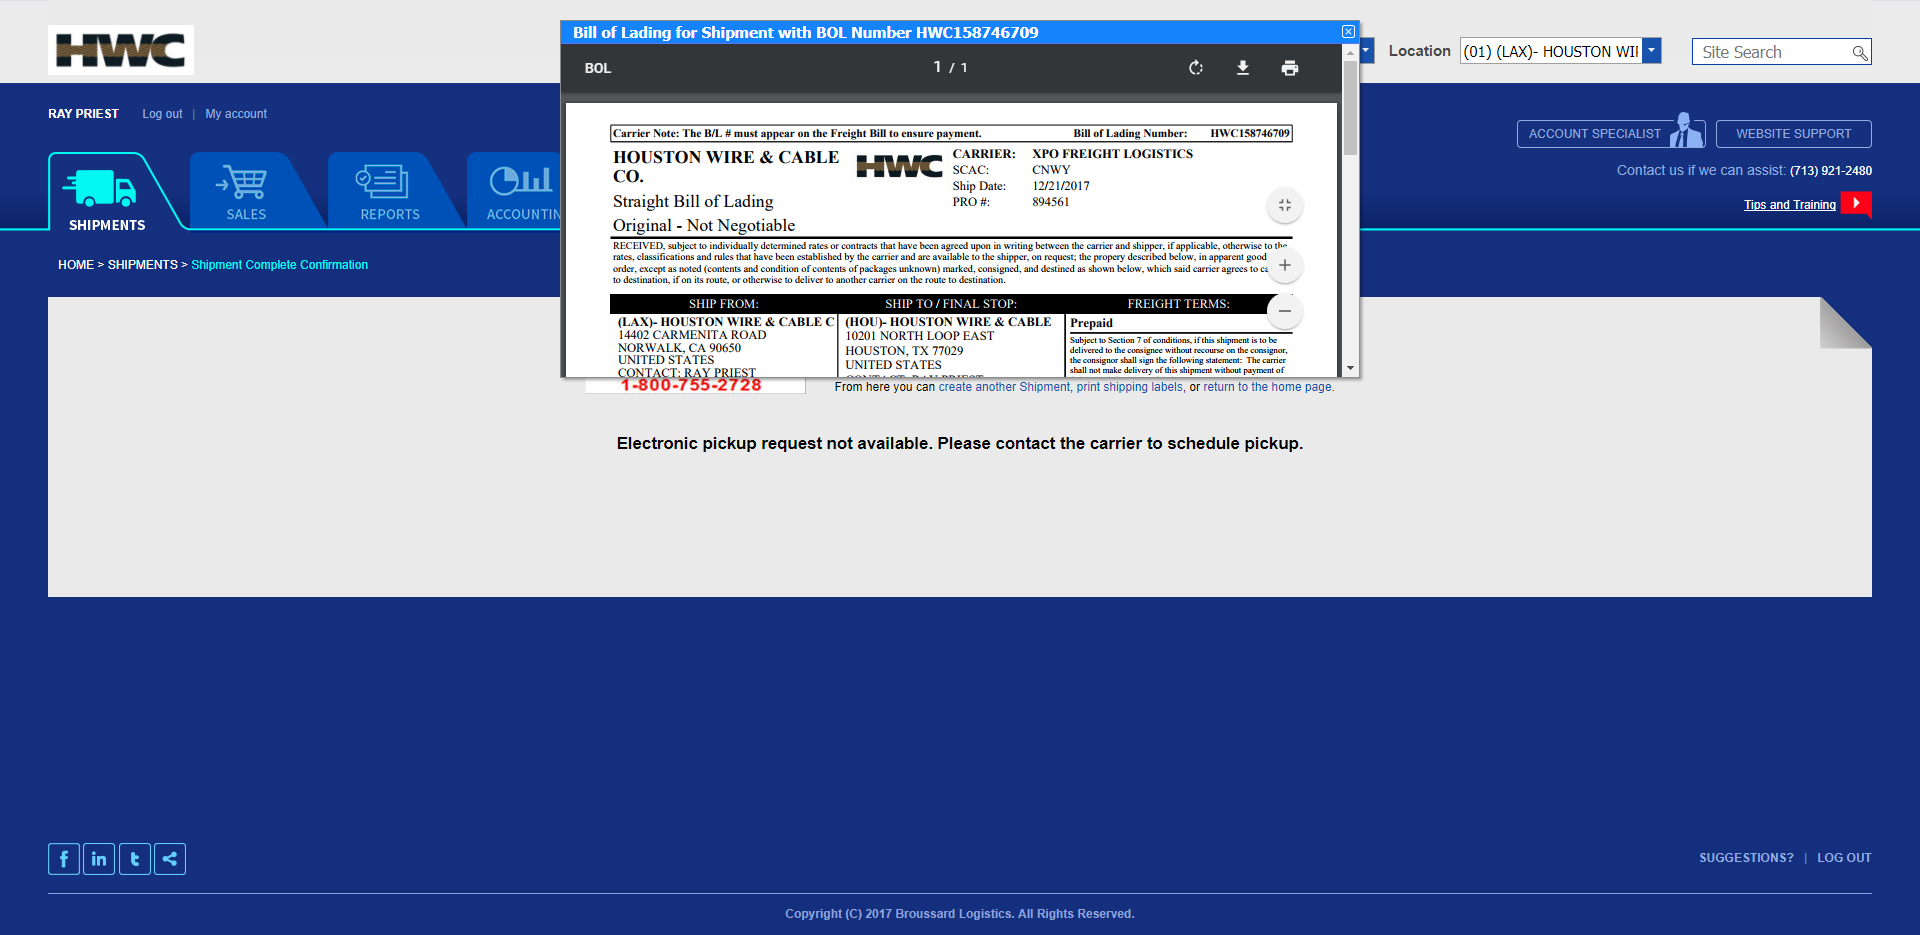 HWC
Bill of Lading for Shipment with BOL Number HWC158746709
Location
(01) (LAX)- HOUSTON WI
Site Search
RAY PRIEST
Log out | My account
ACCOUNT SPECIALIST
WEBSITE SUPPORT
Contact us if we can assist: (713) 921-2480
Tips and Training
SHIPMENTS
SALES
REPORTS
ACCOUNTIN
HOME > SHIPMENTS > Shipment Complete Confirmation
BOL
1 / 1
Carrier Note: The B/L # must appear on the Freight Bill to ensure payment.
Bill of Lading Number: HWC158746709
HOUSTON WIRE & CABLE
CO.
Straight Bill of Lading
Original - Not Negotiable
HWC
CARRIER: XPO FREIGHT LOGISTICS
SCAC: CNWY
Ship Date: 12/21/2017
PRO #: 894561
RECEIVED, subject to individually determined rates or contracts that have been agreed upon in writing between the carrier and shipper, if applicable, otherwise to the
rates, classifications and rules that have been established by the carrier and are available to the shipper, on request; the propery described below, in apparent good
order, except as noted (contents and condition of contents of packages unknown) marked, consigned, and destined as shown below, which said carrier agrees to
to destination, if on its route, or otherwise to deliver to another carrier on the route to destination.
SHIP FROM:
(LAX)- HOUSTON WIRE & CABLE C
14402 CARMENITA ROAD
NORWALK, CA 90650
UNITED STATES
CONTACT: RAY PRIEST
SHIP TO / FINAL STOP:
(HOU)- HOUSTON WIRE & CABLE
10201 NORTH LOOP EAST
HOUSTON, TX 77029
UNITED STATES
CONTACT: RAY PRIEST
FREIGHT TERMS:
Prepaid
Subject to Section 7 of conditions, if this shipment is to be
delivered to the consignee without recourse on the consignor,
the consignor shall sign the following statement: The carrier
shall not make delivery of this shipment without payment of
1-800-755-2728
From here you can create another Shipment, print shipping labels, or return to the home page.
Electronic pickup request not available. Please contact the carrier to schedule pickup.
SUGGESTIONS? | LOG OUT
Copyright (C) 2017 Broussard Logistics. All Rights Reserved.